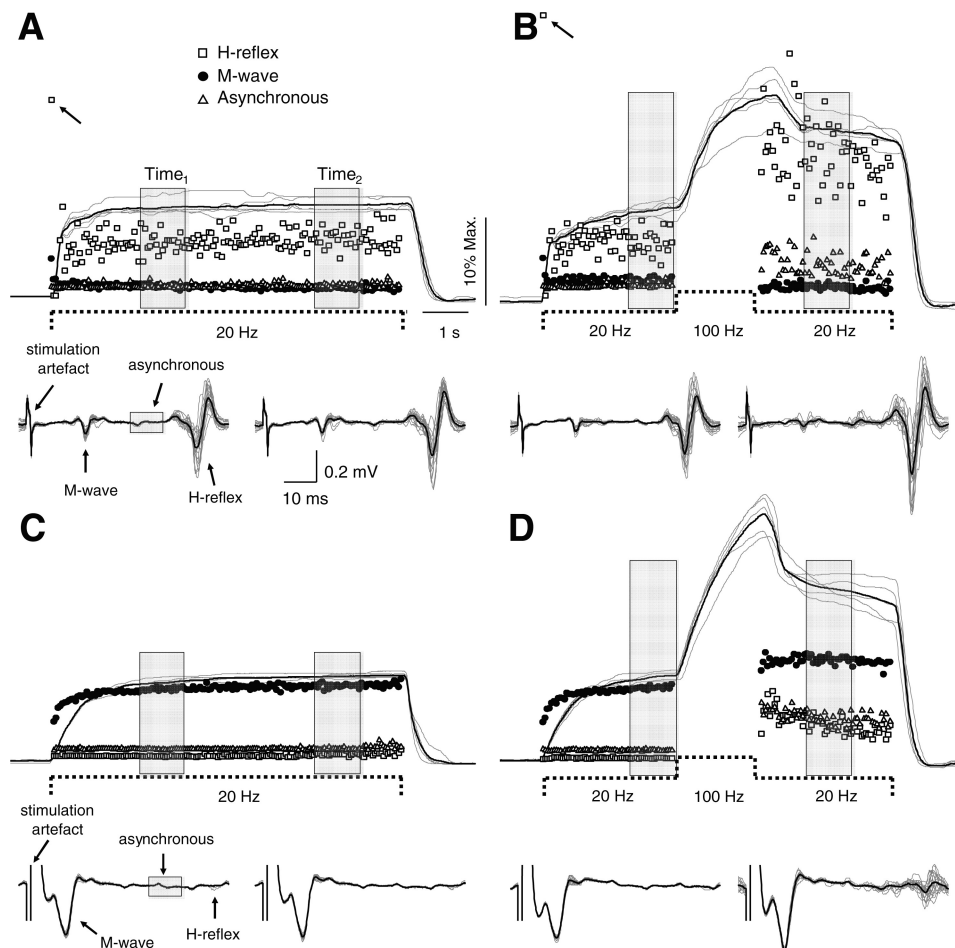 A
B
H-reflex
M-wave
Asynchronous
Time1
Time2
10% Max.
20 Hz
1 s
20 Hz
100 Hz
20 Hz
stimulation
artefact
asynchronous
M-wave
H-reflex
0.2 mV
10 ms
C
D
20 Hz
20 Hz
100 Hz
20 Hz
stimulation
artefact
asynchronous
M-wave
H-reflex